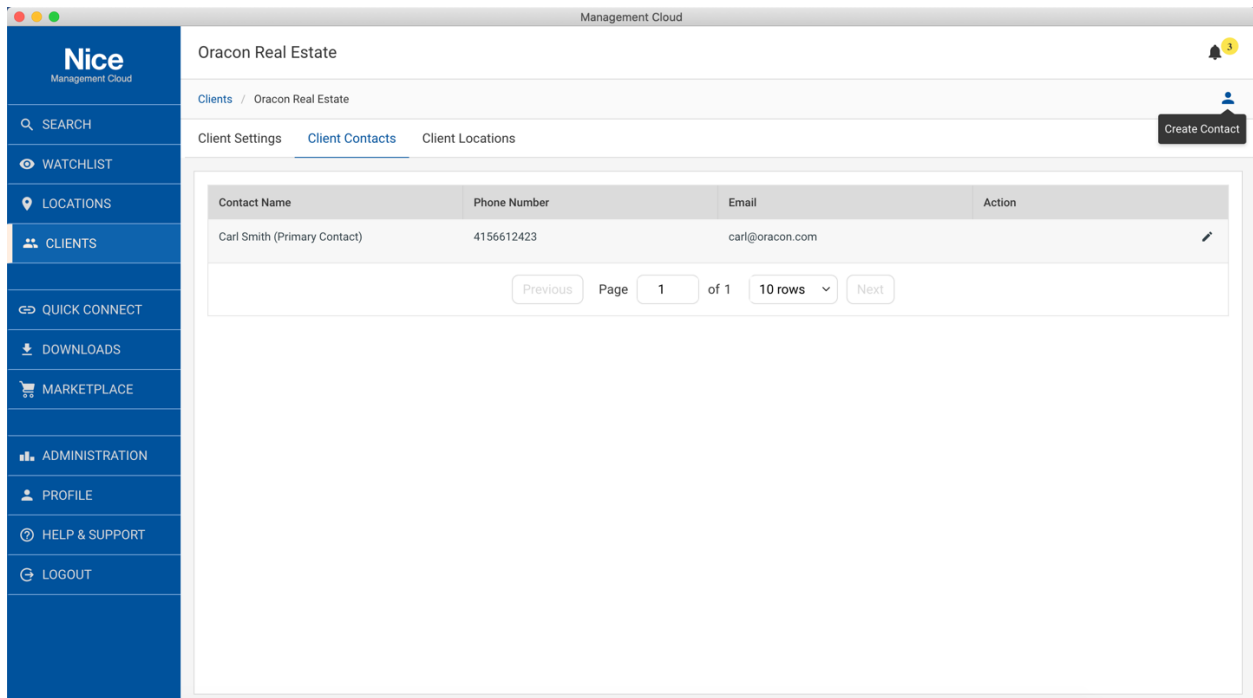 Management Cloud
Nice
Management Cloud
SEARCH
WATCHLIST
LOCATIONS
CLIENTS
QUICK CONNECT
DOWNLOADS
MARKETPLACE
ADMINISTRATION
PROFILE
HELP & SUPPORT
LOGOUT
Oracon Real Estate
3
Clients / Oracon Real Estate
Create Contact
Client Settings Client Contacts Client Locations
Contact Name Phone Number Email Action
Carl Smith (Primary Contact) 4156612423 carl@oracon.com
Previous Page 1 of 1 10 rows Next